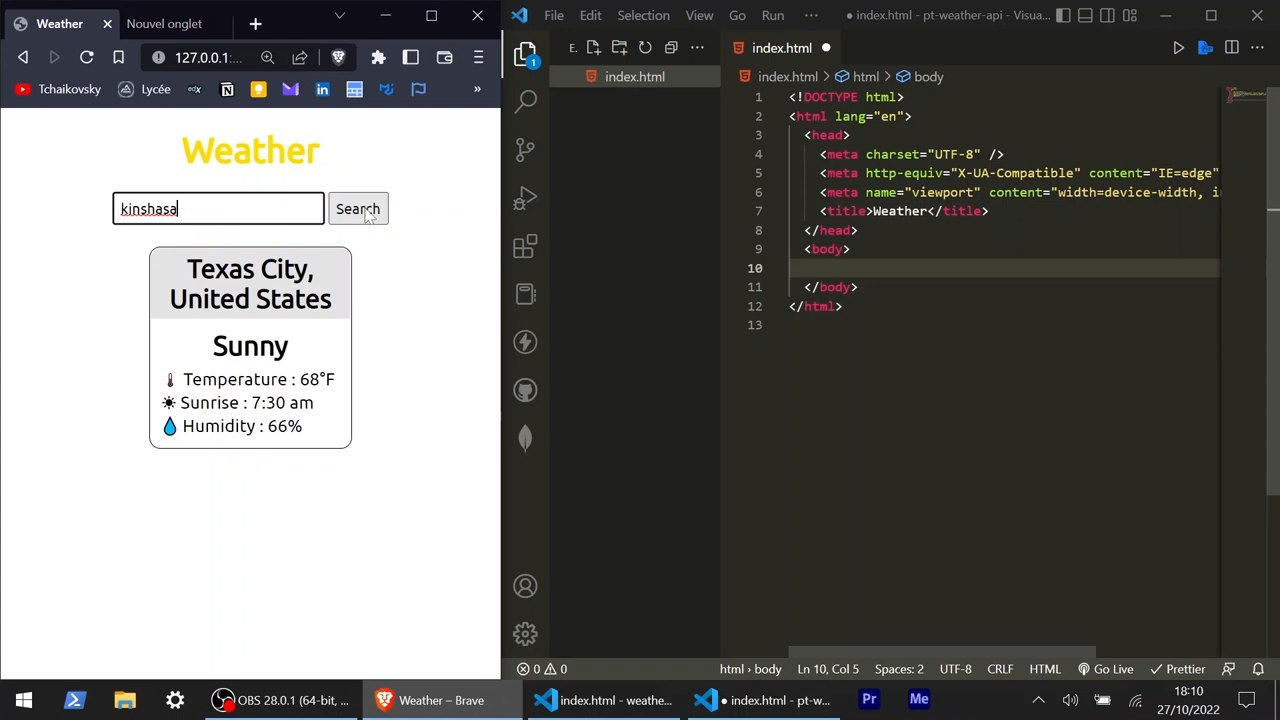 Weather
Nouvel onglet
127.0.0.1:...
Tchaikovsky
Lycée
Weather
kinshasa
Search
Texas City,
United States
Sunny
🌡 Temperature : 68°F
☀ Sunrise : 7:30 am
💧 Humidity : 66%
File Edit Selection View Go Run ··· ● index.html - pt-weather-api - Visua...
E.
index.html
1
index.html ●
index.html > html > body
1 <!DOCTYPE html>
2 <html lang="en">
3 <head>
4 <meta charset="UTF-8" />
5 <meta http-equiv="X-UA-Compatible" content="IE=edge"
6 <meta name="viewport" content="width=device-width, i
7 <title>Weather</title>
8 </head>
9 <body>
10
11 </body>
12 </html>
13
0 0 html › body Ln 10, Col 5 Spaces: 2 UTF-8 CRLF HTML Go Live Prettier
OBS 28.0.1 (64-bit, ... Weather – Brave index.html - weathe... ● index.html - pt-w... Pr Me 18:10
27/10/2022